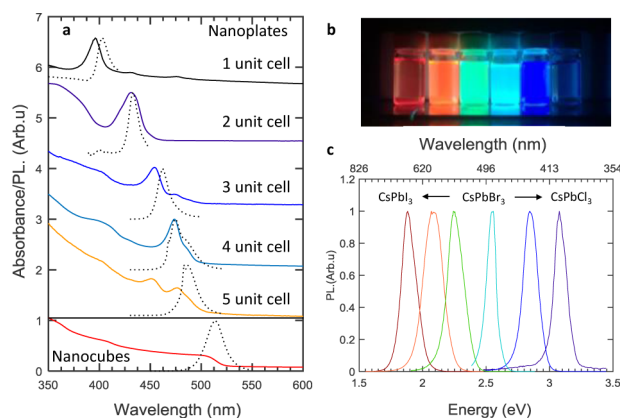 a
Nanoplates
1 unit cell
2 unit cell
3 unit cell
4 unit cell
5 unit cell
Nanocubes
Absorbance/PL. (Arb.u)
7
6
5
4
3
2
1
0
350 400 450 500 550 600
Wavelength (nm)
b
Wavelength (nm)
c
826 620 496 413 354
CsPbI3 CsPbBr3 CsPbCl3
PL.(Arb.u)
1.2
1
0.8
0.6
0.4
0.2
0
1.5 2 2.5 3 3.5
Energy (eV)